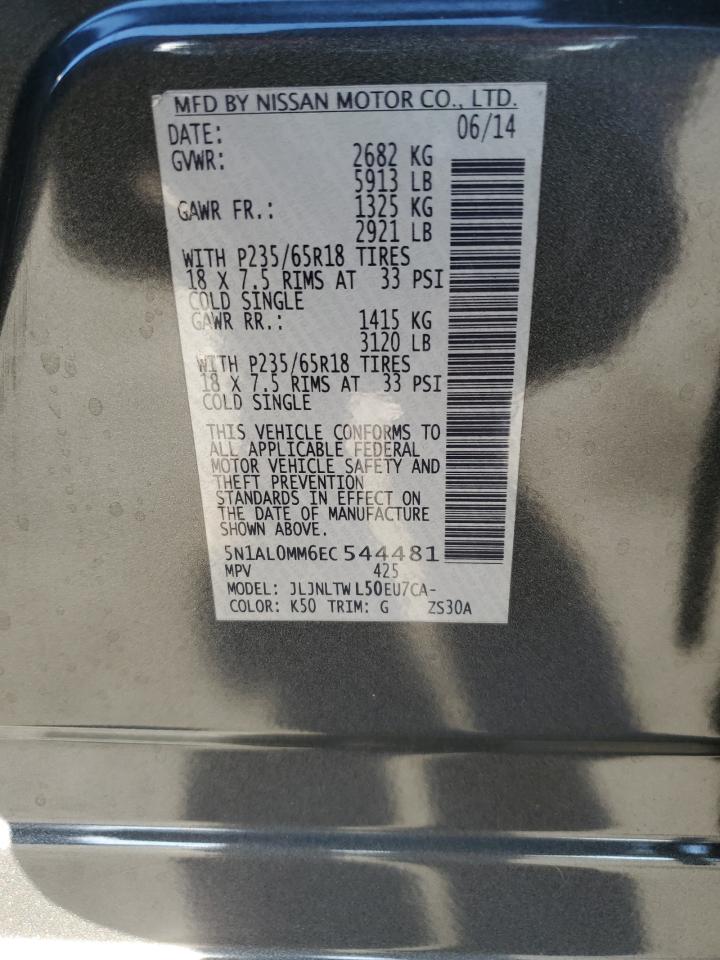 MFD BY NISSAN MOTOR CO., LTD.
DATE: 06/14
GVWR: 2682 KG
5913 LB
GAWR FR.: 1325 KG
2921 LB
WITH P235/65R18 TIRES
18 X 7.5 RIMS AT 33 PSI
COLD SINGLE
GAWR RR.: 1415 KG
3120 LB
WITH P235/65R18 TIRES
18 X 7.5 RIMS AT 33 PSI
COLD SINGLE
THIS VEHICLE CONFORMS TO
ALL APPLICABLE FEDERAL
MOTOR VEHICLE SAFETY AND
THEFT PREVENTION
STANDARDS IN EFFECT ON
THE DATE OF MANUFACTURE
SHOWN ABOVE.
5N1AL0MM6EC544481
MPV 425
MODEL: JLJNLTWL50EU7CA-
COLOR: K50 TRIM: G ZS30A